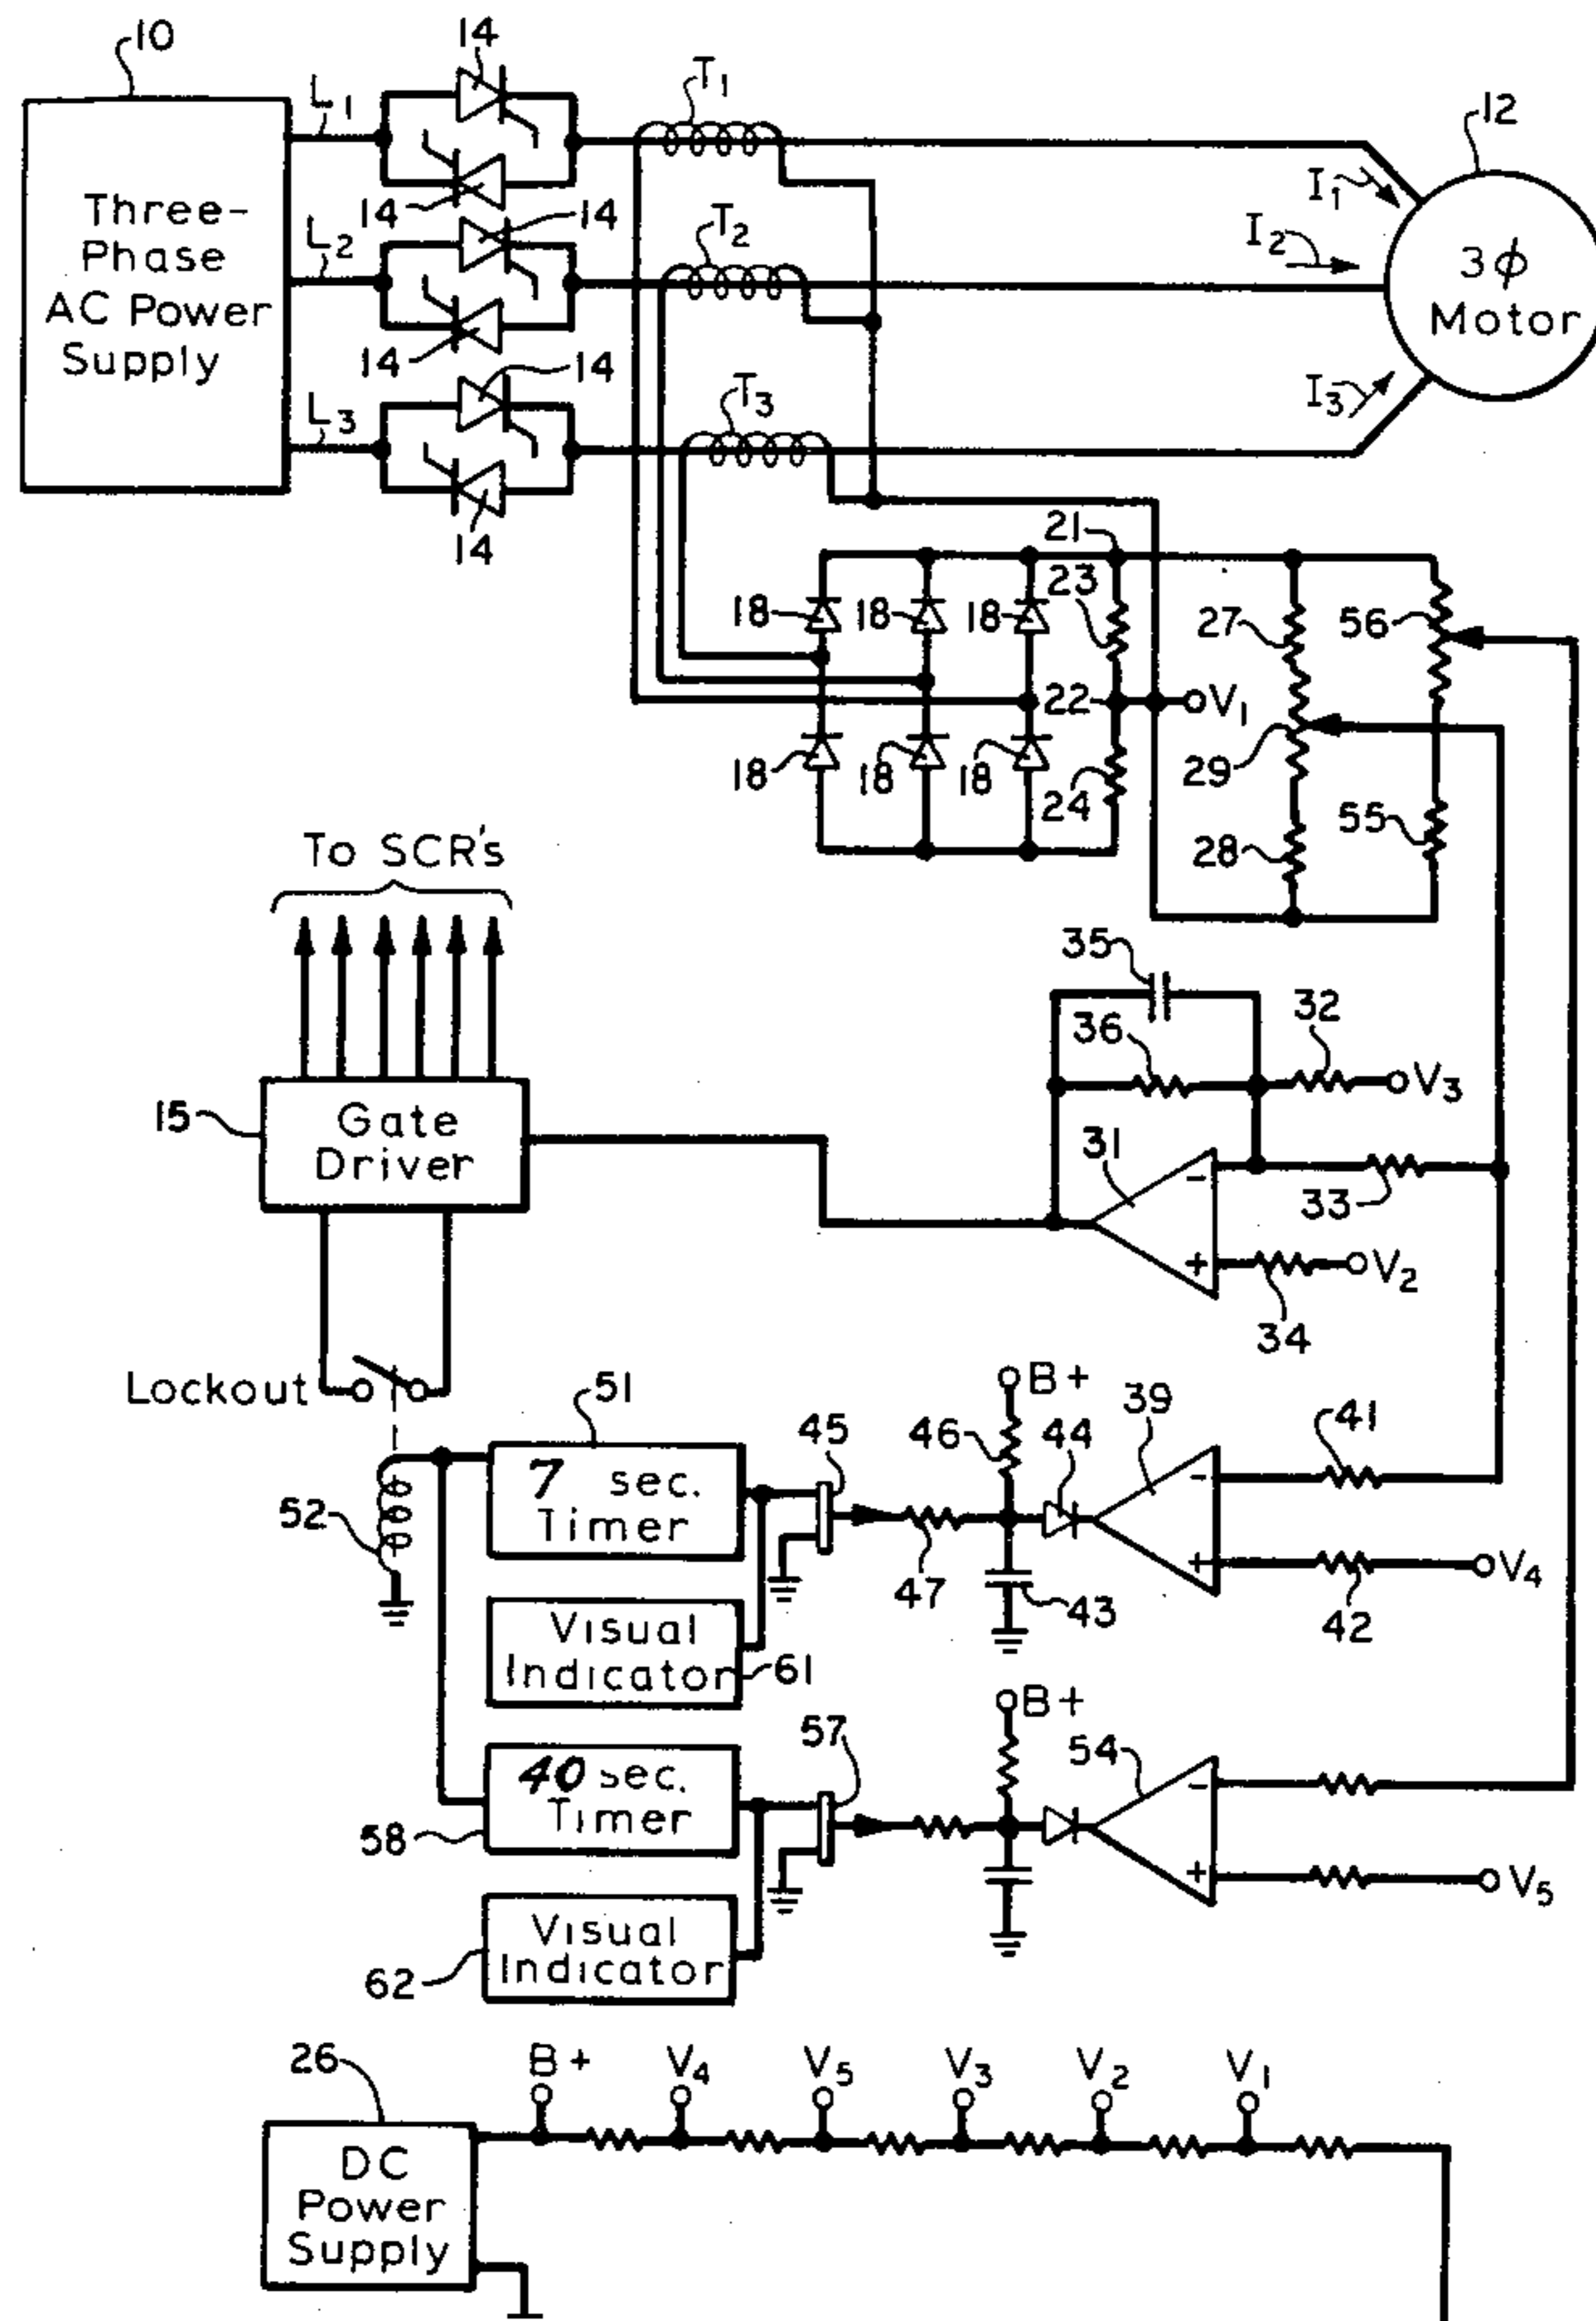 10
14
T1
L1
12
Three-
Phase
AC Power
Supply
14
14
I1
L2
T2
I2
3ϕ
Motor
14
14
L3
T3
I3
14
21
23
18
18
18
27
56
22
V1
18
18
18
24
29
55
28
To SCR's
35
32
36
V3
15
Gate
Driver
31
-
33
+
V2
34
Lockout
B+
51
45
46
44
39
41
7 sec.
Timer
-
52
47
43
+
V4
42
Visual
Indicator
61
B+
57
54
40 sec.
Timer
-
58
+
V5
Visual
Indicator
62
26
B+
V4
V5
V3
V2
V1
DC
Power
Supply